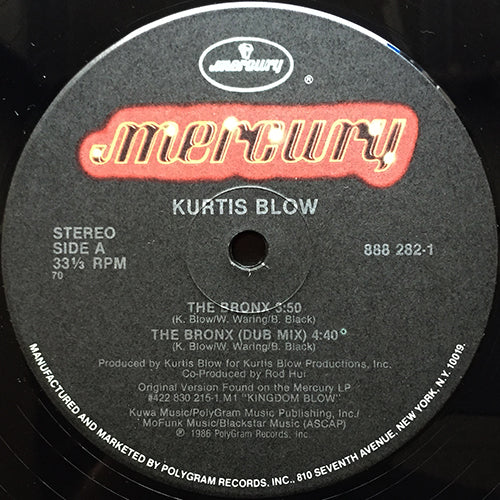 mercury
®
mercury
KURTIS BLOW
STEREO
SIDE A
33⅓ RPM
70
888 282-1
THE BRONX 3:50
(K. Blow/W. Waring/B. Black)
THE BRONX (DUB MIX) 4:40°
(K. Blow/W. Waring/B. Black)
Produced by Kurtis Blow for Kurtis Blow Productions, Inc.
Co-Produced by Rod Hui
Original Version Found on the Mercury LP
#422 830 215-1 M1 "KINGDOM BLOW"
Kuwa Music/PolyGram Music Publishing, Inc./
MoFunk Music/Blackstar Music (ASCAP)
℗ 1986 PolyGram Records, Inc.
MANUFACTURED AND MARKETED BY POLYGRAM RECORDS, INC., 810 SEVENTH AVENUE, NEW YORK, N.Y. 10019.